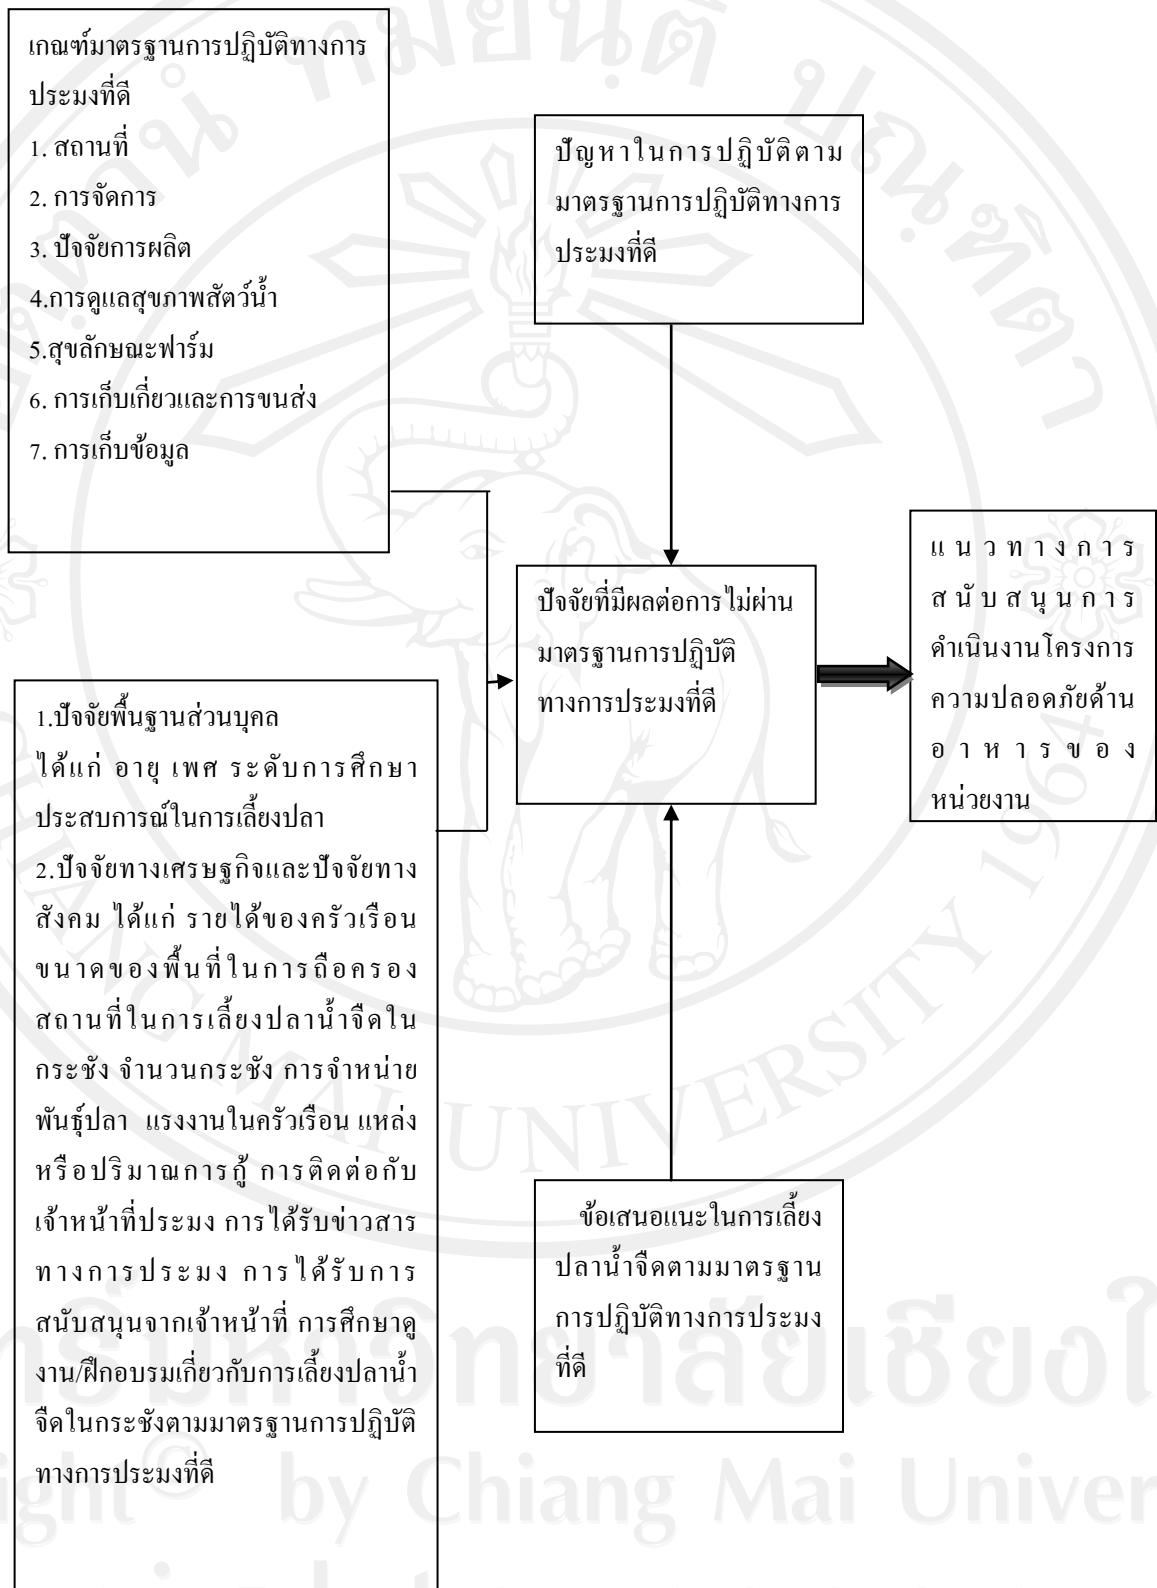 เกณฑ์มาตรฐานการปฏิบัติทางการ
ประมงที่ดี
1. สถานที่
2. การจัดการ
3. ปัจจัยการผลิต
4.การดูแลสุขภาพสัตว์น้ำ
5.สุขลักษณะฟาร์ม
6. การเก็บเกี่ยวและการขนส่ง
7. การเก็บข้อมูล
ปัญหาในการปฏิบัติตาม
มาตรฐานการปฏิบัติทางการ
ประมงที่ดี
ปัจจัยที่มีผลต่อการไม่ผ่าน
มาตรฐานการปฏิบัติ
ทางการประมงที่ดี
แนวทางการ
สนับสนุนการ
ดำเนินงานโครงการ
ความปลอดภัยด้าน
อาหารของ
หน่วยงาน
1.ปัจจัยพื้นฐานส่วนบุคล
ได้แก่ อายุ เพศ ระดับการศึกษา
ประสบการณ์ในการเลี้ยงปลา
2.ปัจจัยทางเศรษฐกิจและปัจจัยทาง
สังคม ได้แก่ รายได้ของครัวเรือน
ขนาดของพื้นที่ในการถือครอง
สถานที่ในการเลี้ยงปลาน้ำจืดใน
กระชัง จำนวนกระชัง การจำหน่าย
พันธุ์ปลา แรงงานในครัวเรือน แหล่ง
หรือปริมาณการกู้ การติดต่อกับ
เจ้าหน้าที่ประมง การได้รับข่าวสาร
ทางการประมง การได้รับการ
สนับสนุนจากเจ้าหน้าที่ การศึกษาดู
งาน/ฝึกอบรมเกี่ยวกับการเลี้ยงปลาน้ำ
จืดในกระชังตามมาตรฐานการปฏิบัติ
ทางการประมงที่ดี
ข้อเสนอแนะในการเลี้ยง
ปลาน้ำจืดตามมาตรฐาน
การปฏิบัติทางการประมง
ที่ดี
CHIANG MAI UNIVERSITY 1964
by Chiang Mai Univer